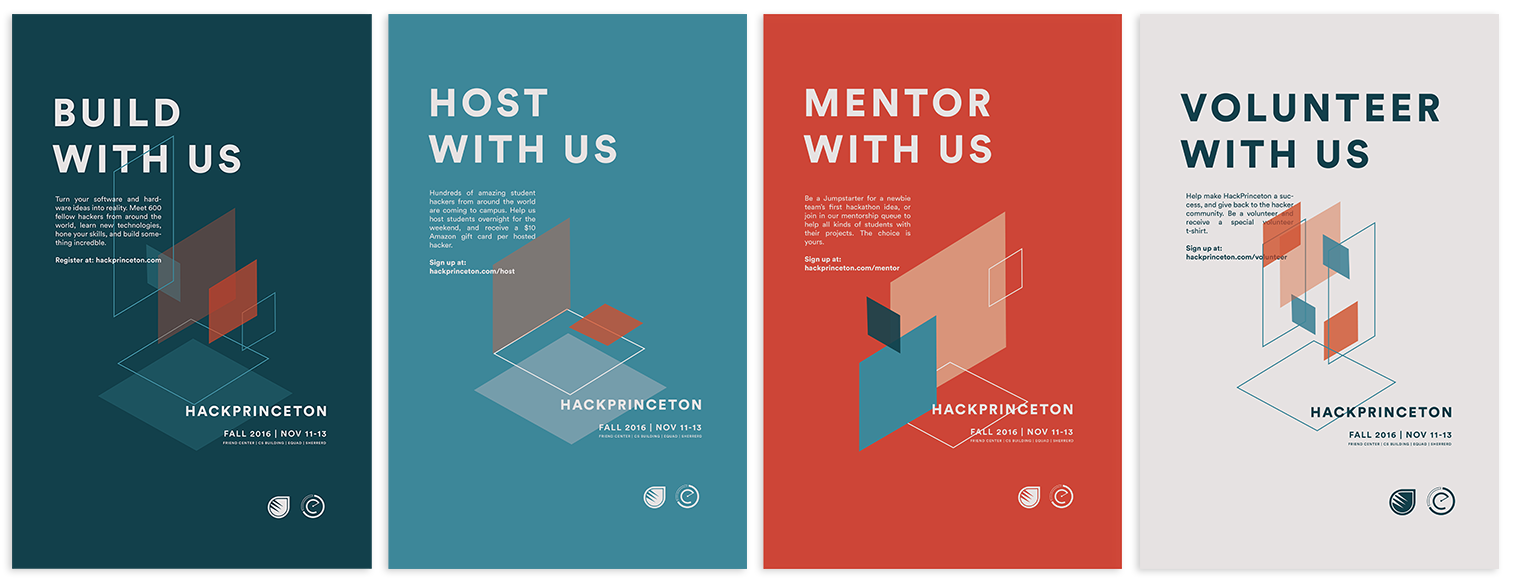 BUILD
WITH US
Turn your software and hard-
ware ideas into reality. Meet 600
fellow hackers from around the
world, learn new technologies,
hone your skills, and build some-
thing incredble.
Register at: hackprinceton.com
HACKPRINCETON
FALL 2016 | NOV 11-13
FRIEND CENTER | CS BUILDING | EQUAD | SHERRERD
HOST
WITH US
Hundreds of amazing student
hackers from around the world
are coming to campus. Help us
host students overnight for the
weekend, and receive a $10
Amazon gift card per hosted
hacker.
Sign up at:
hackprinceton.com/host
HACKPRINCETON
FALL 2016 | NOV 11-13
FRIEND CENTER | CS BUILDING | EQUAD | SHERRERD
MENTOR
WITH US
Be a Jumpstarter for a newbie
team's first hackathon idea, or
join in our mentorship queue to
help all kinds of students with
their projects. The choice is
yours.
Sign up at:
hackprinceton.com/mentor
HACKPRINCETON
FALL 2016 | NOV 11-13
FRIEND CENTER | CS BUILDING | EQUAD | SHERRERD
VOLUNTEER
WITH US
Help make HackPrinceton a suc-
cess, and give back to the hacker
community. Be a volunteer and
receive a special volunteer
t-shirt.
Sign up at:
hackprinceton.com/volunteer
HACKPRINCETON
FALL 2016 | NOV 11-13
FRIEND CENTER | CS BUILDING | EQUAD | SHERRERD